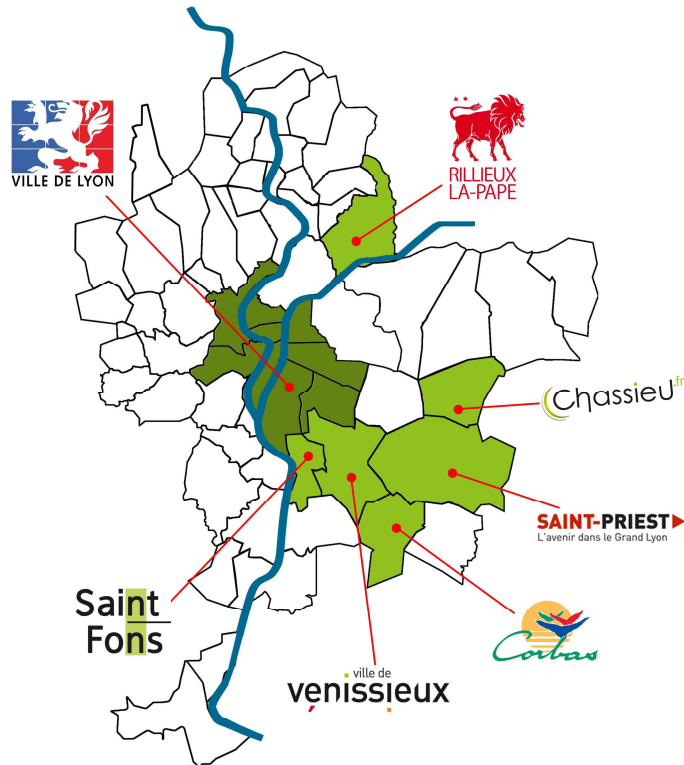 VILLE DE LYON
RILLIEUX
LA-PAPE
Chassieu.fr
SAINT-PRIEST
L'avenir dans le Grand Lyon
Saint
Fons
Corbas
ville de
vénissieux